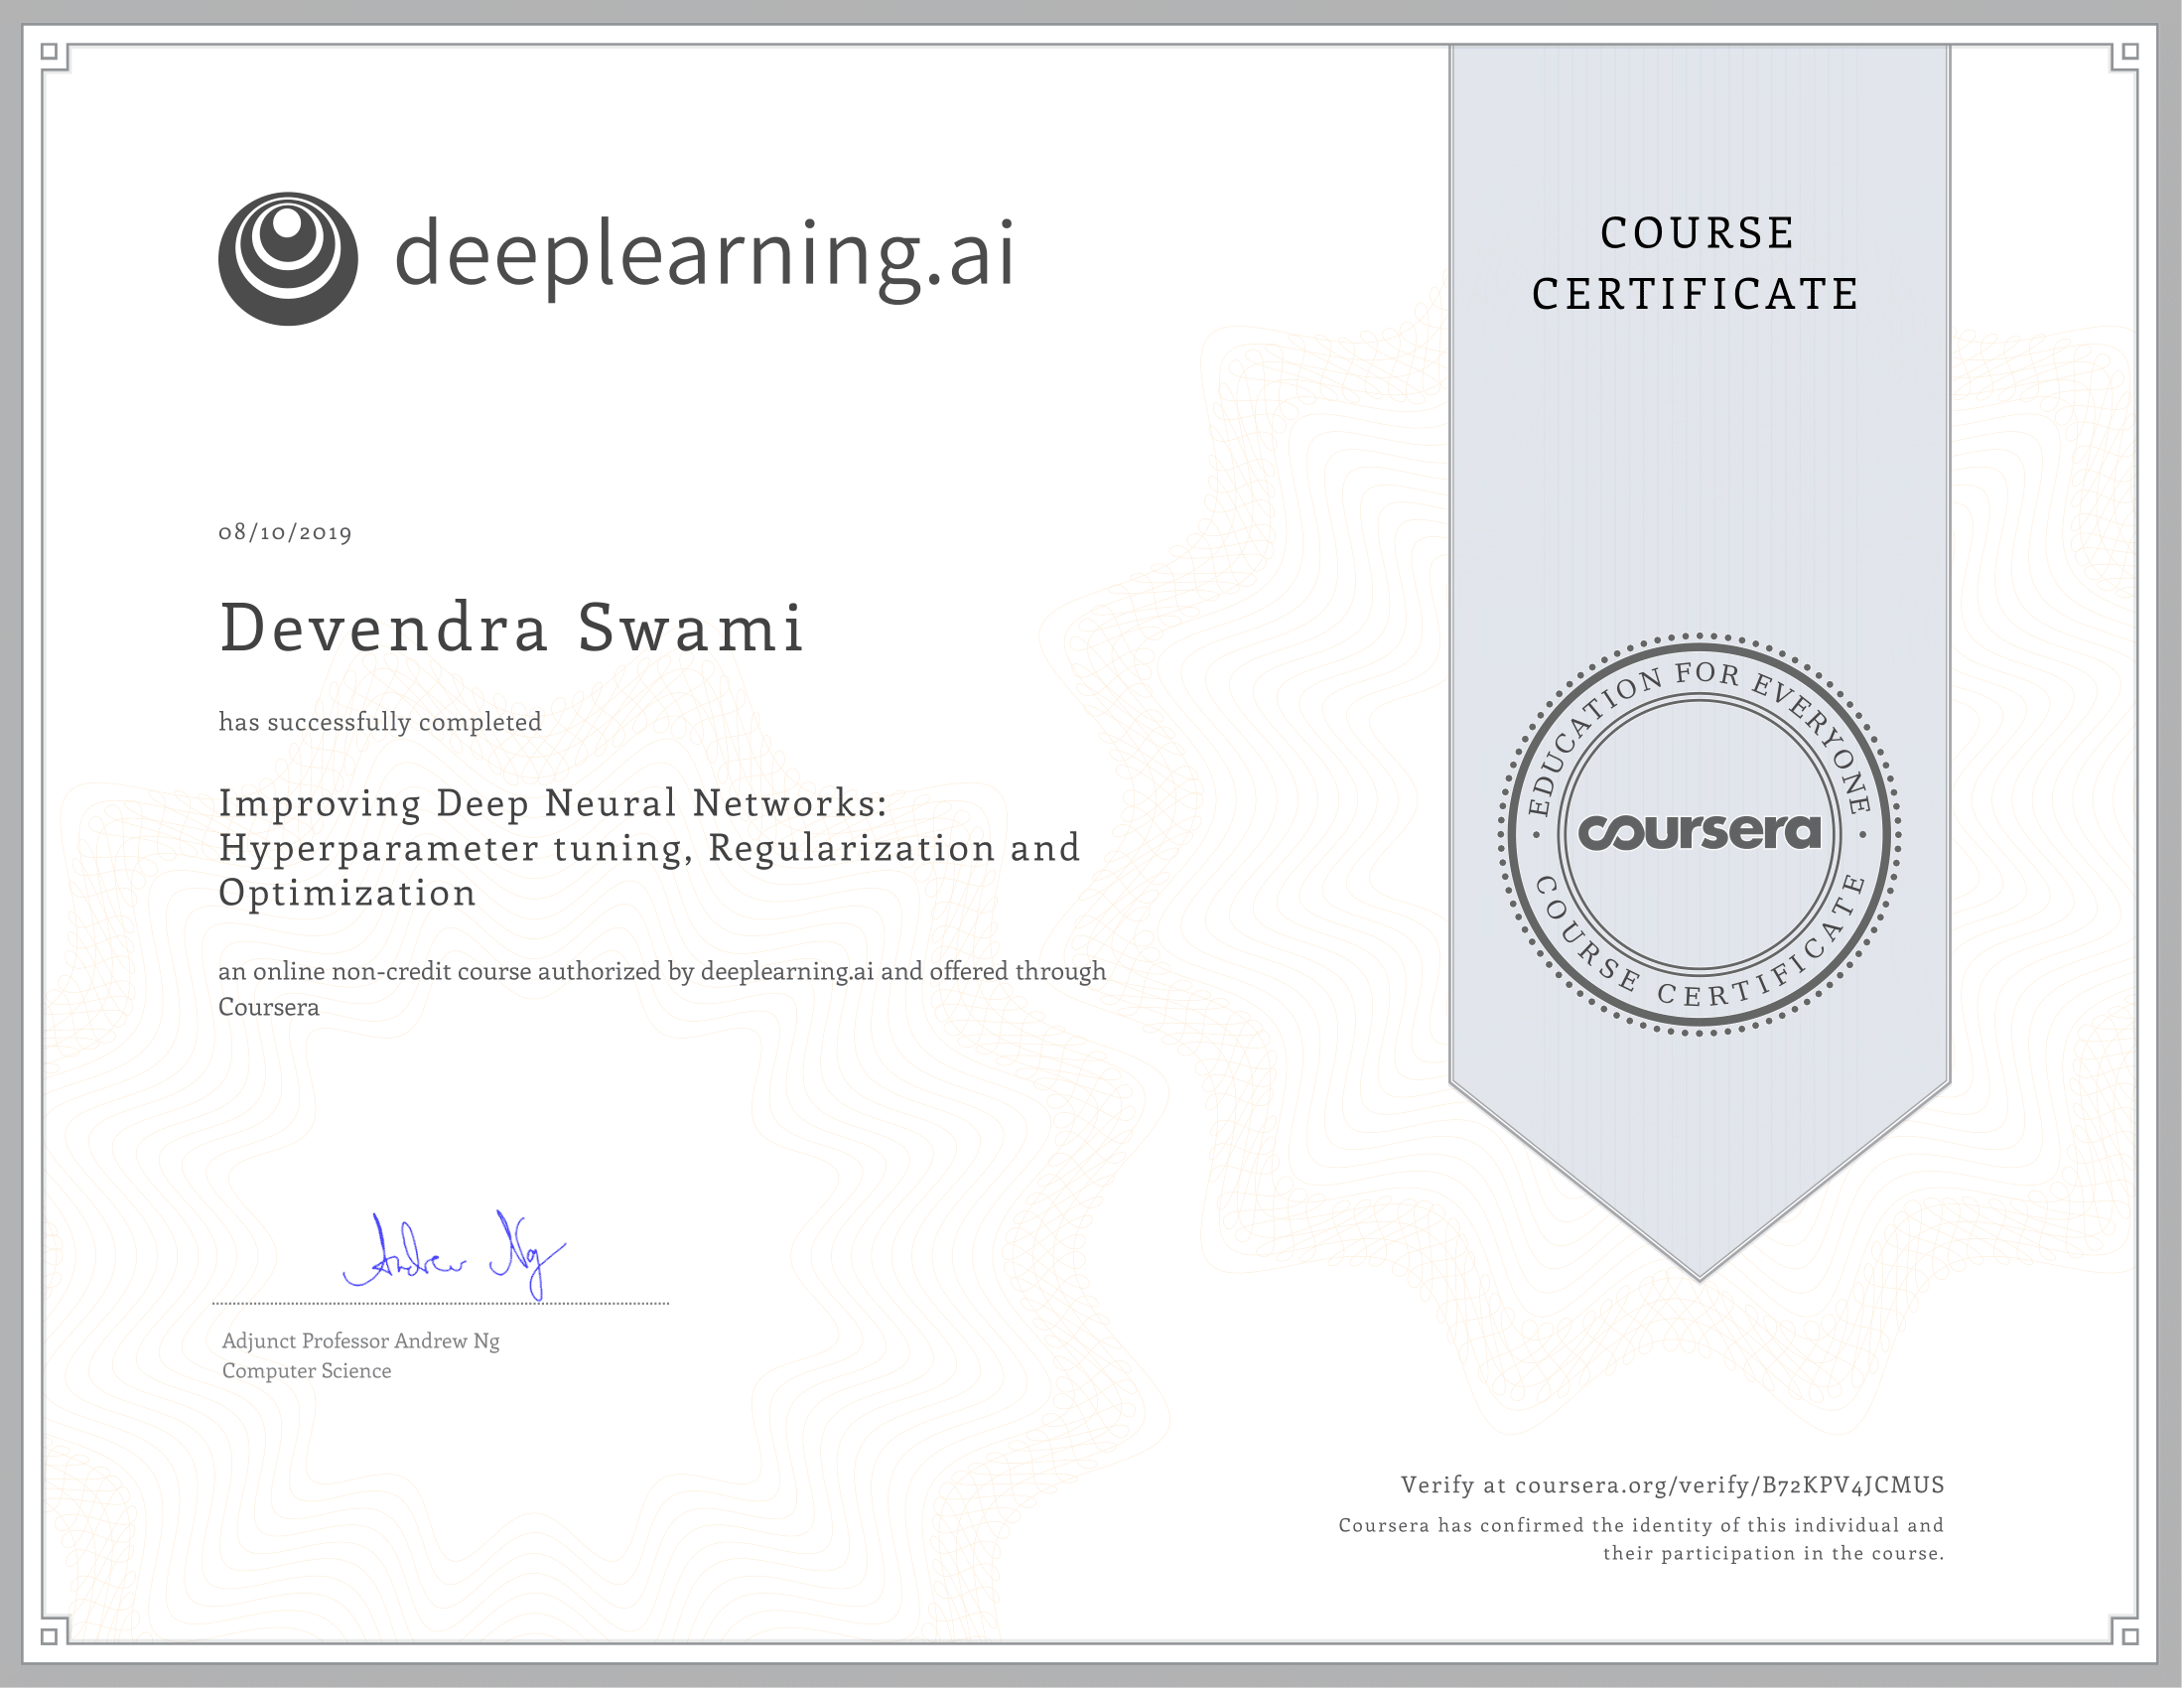 deeplearning.ai
COURSE
CERTIFICATE
08/10/2019
Devendra Swami
has successfully completed
Improving Deep Neural Networks:
Hyperparameter tuning, Regularization and
Optimization
an online non-credit course authorized by deeplearning.ai and offered through
Coursera
EDUCATION FOR EVERYONE
coursera
COURSE CERTIFICATE
Andrew Ng
Adjunct Professor Andrew Ng
Computer Science
Verify at coursera.org/verify/B72KPV4JCMUS
Coursera has confirmed the identity of this individual and
their participation in the course.